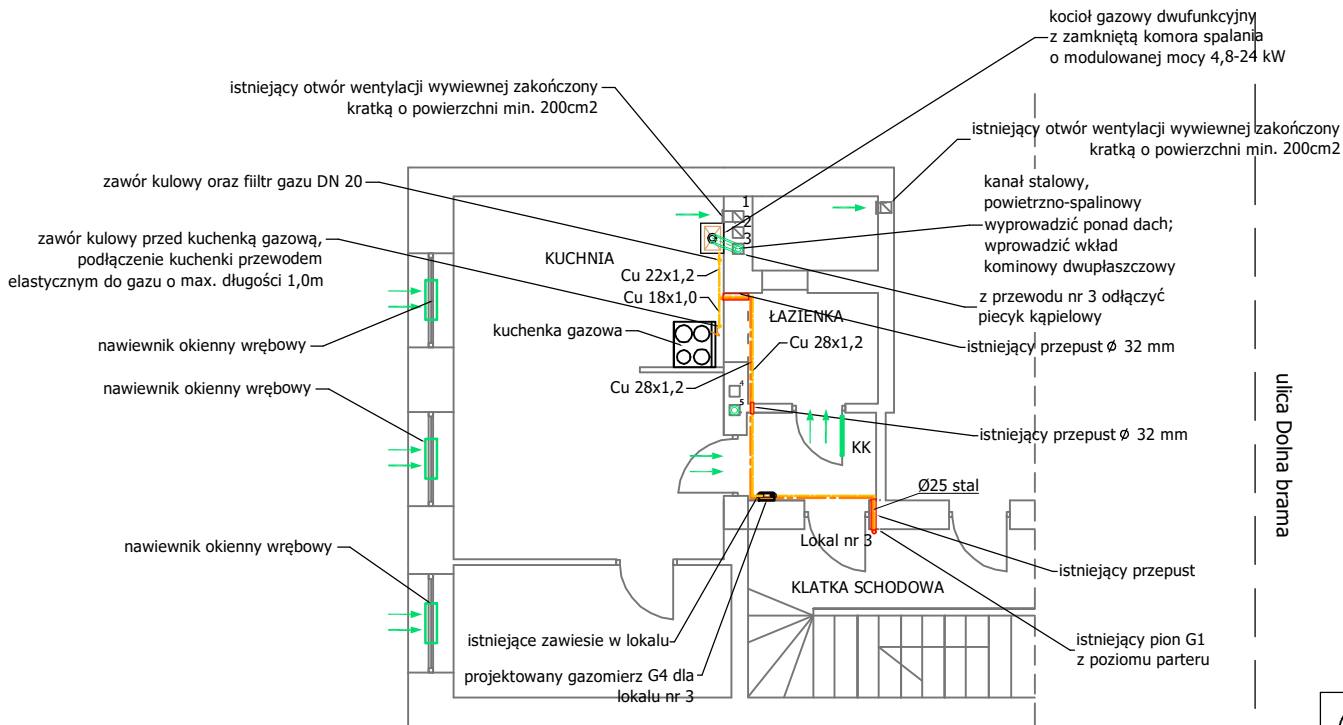 kocioł gazowy dwufunkcyjny
z zamkniętą komora spalania
o modulowanej mocy 4,8-24 kW
istniejący otwór wentylacji wywiewnej zakończony
kratką o powierzchni min. 200cm2
istniejący otwór wentylacji wywiewnej zakończony
kratką o powierzchni min. 200cm2
zawór kulowy oraz fiiltr gazu DN 20
kanał stalowy,
powietrzno-spalinowy
wyprowadzić ponad dach;
wprowadzić wkład
kominowy dwupłaszczowy
1
2
3
zawór kulowy przed kuchenką gazową,
podłączenie kuchenki przewodem
elastycznym do gazu o max. długości 1,0m
KUCHNIA
Cu 22x1,2
Cu 18x1,0
z przewodu nr 3 odłączyć
piecyk kąpielowy
ŁAZIENKA
kuchenka gazowa
Cu 28x1,2
istniejący przepust ϕ 32 mm
nawiewnik okienny wrębowy
nawiewnik okienny wrębowy
Cu 28x1,2
4
5
istniejący przepust ϕ 32 mm
KK
ulica Dolna brama
Ø25 stal
nawiewnik okienny wrębowy
Lokal nr 3
istniejący przepust
KLATKA SCHODOWA
istniejące zawiesie w lokalu
istniejący pion G1
z poziomu parteru
projektowany gazomierz G4 dla
lokalu nr 3